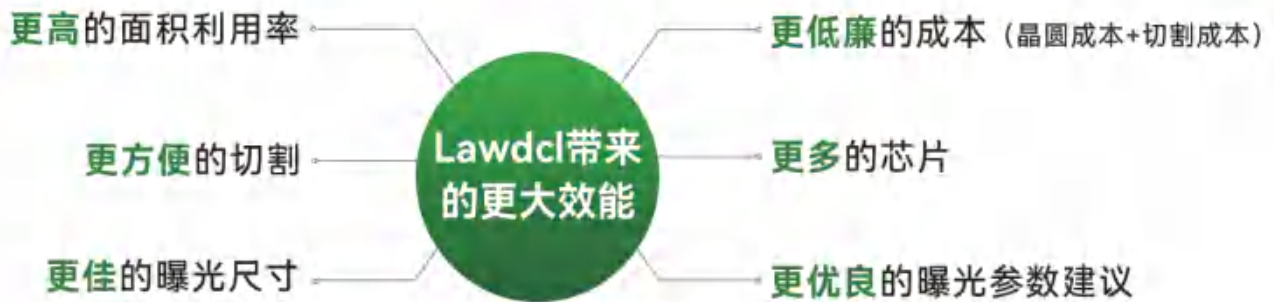 更高的面积利用率
更方便的切割
更佳的曝光尺寸
Lawdcl带来
的更大效能
更低廉的成本（晶圆成本+切割成本）
更多的芯片
更优良的曝光参数建议